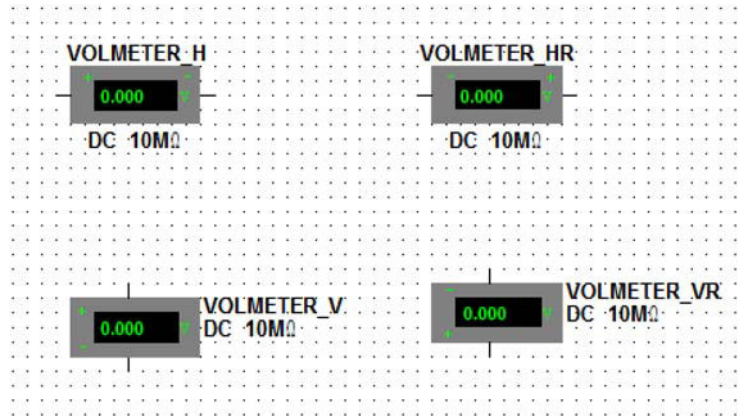 VOLMETER_H
+ -
0.000 V
DC 10MΩ
VOLMETER_HR
- +
0.000 V
DC 10MΩ
+
0.000 V
-
VOLMETER_V
DC 10MΩ
-
0.000 V
+
VOLMETER_VR
DC 10MΩ